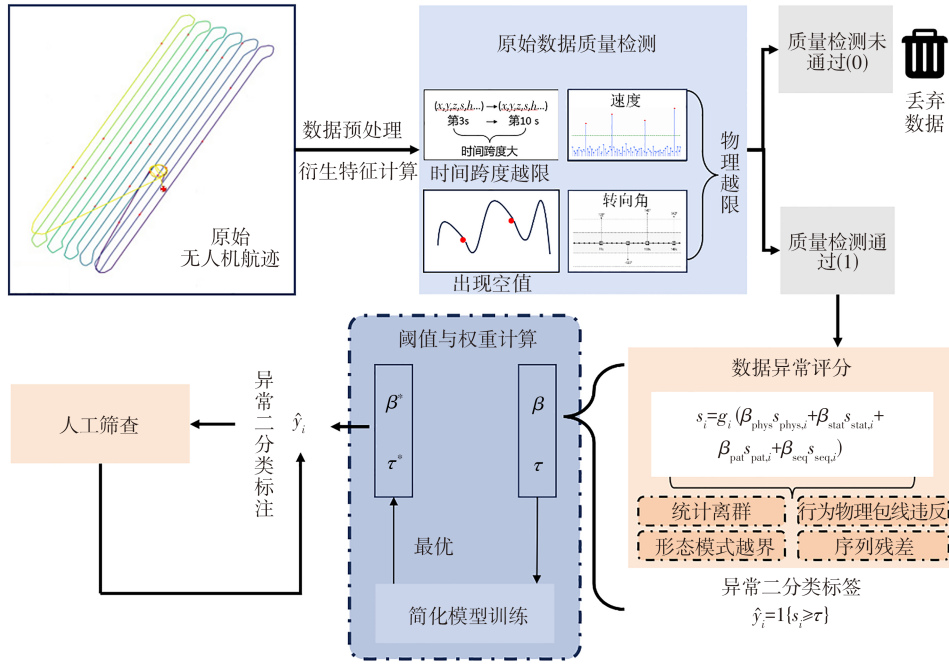 原始
无人机航迹
数据预处理
衍生特征计算
原始数据质量检测
(x,y,z,s,h...)→(x,y,z,s,h...)
第3s → 第10 s
时间跨度大
时间跨度越限
速度
出现空值
转向角
物理越限
质量检测未
通过(0)
丢弃
数据
质量检测通
过(1)
数据异常评分
s_i=g_i(β_phys s_phys,i+β_stat s_stat,i+
β_pat s_pat,i+β_seq s_seq,i)
统计离群
行为物理包线违反
形态模式越界
序列残差
异常二分类标签
ŷ_i=1{s_i≥τ}
阈值与权重计算
β*
τ*
β
τ
最优
简化模型训练
异常二分类标注
ŷ_i
人工筛查